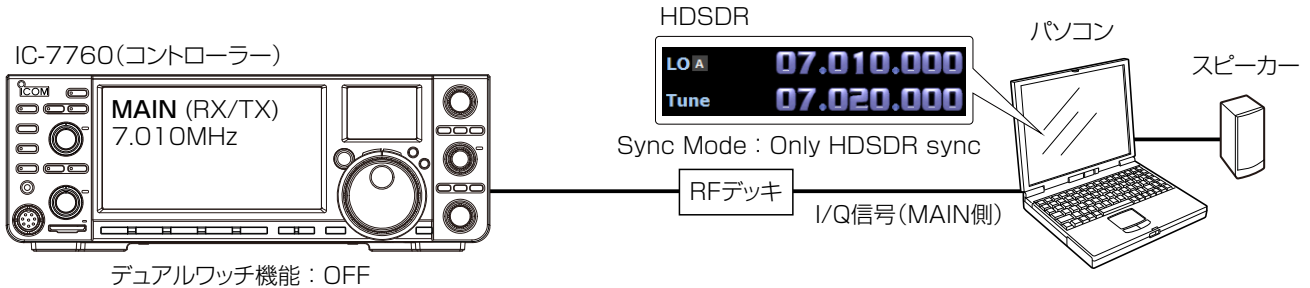 HDSDR
パソコン
スピーカー
IC-7760(コントローラー)
ICOM
MAIN (RX/TX)
7.010MHz
LO A 07.010.000
Tune 07.020.000
Sync Mode:Only HDSDR sync
RFデッキ
I/Q信号(MAIN側)
デュアルワッチ機能:OFF